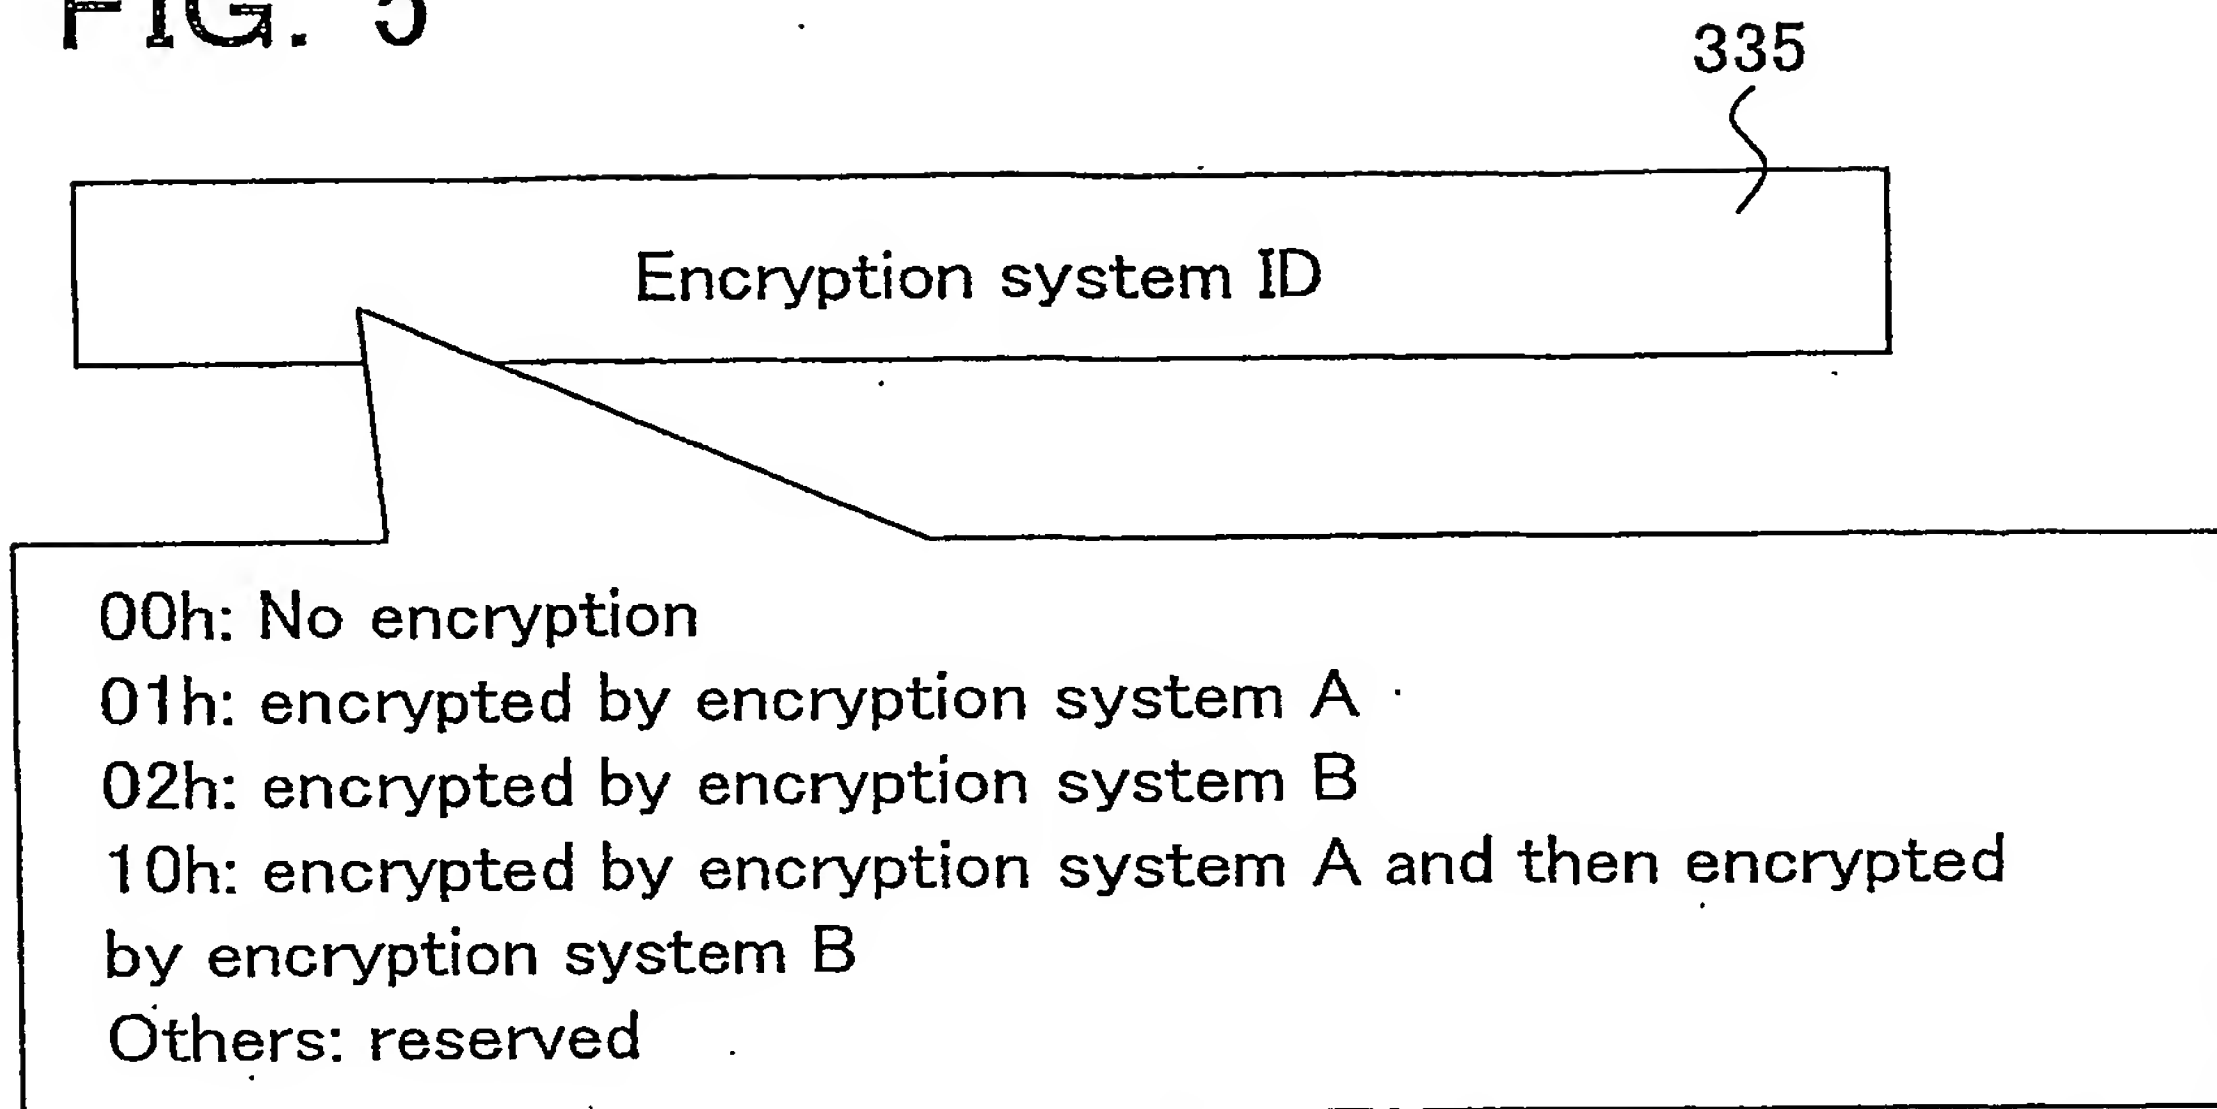 FIG. 5
335
Encryption system ID
00h: No encryption
01h: encrypted by encryption system A
02h: encrypted by encryption system B
10h: encrypted by encryption system A and then encrypted
by encryption system B
Others: reserved